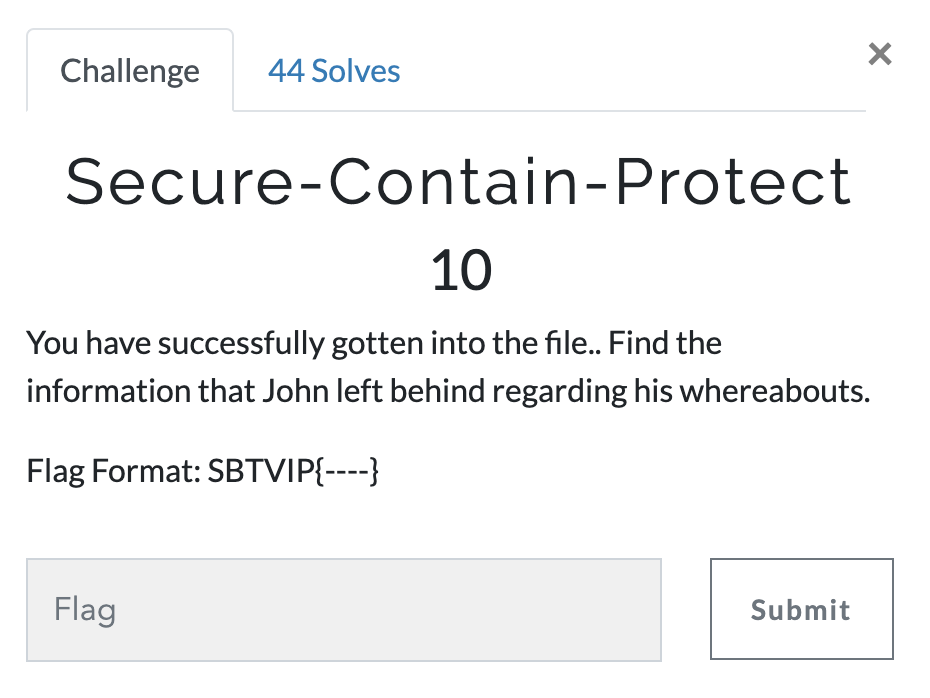 Challenge
44 Solves
×
Secure-Contain-Protect
10
You have successfully gotten into the file.. Find the
information that John left behind regarding his whereabouts.
Flag Format: SBTVIP{----}
Flag
Submit